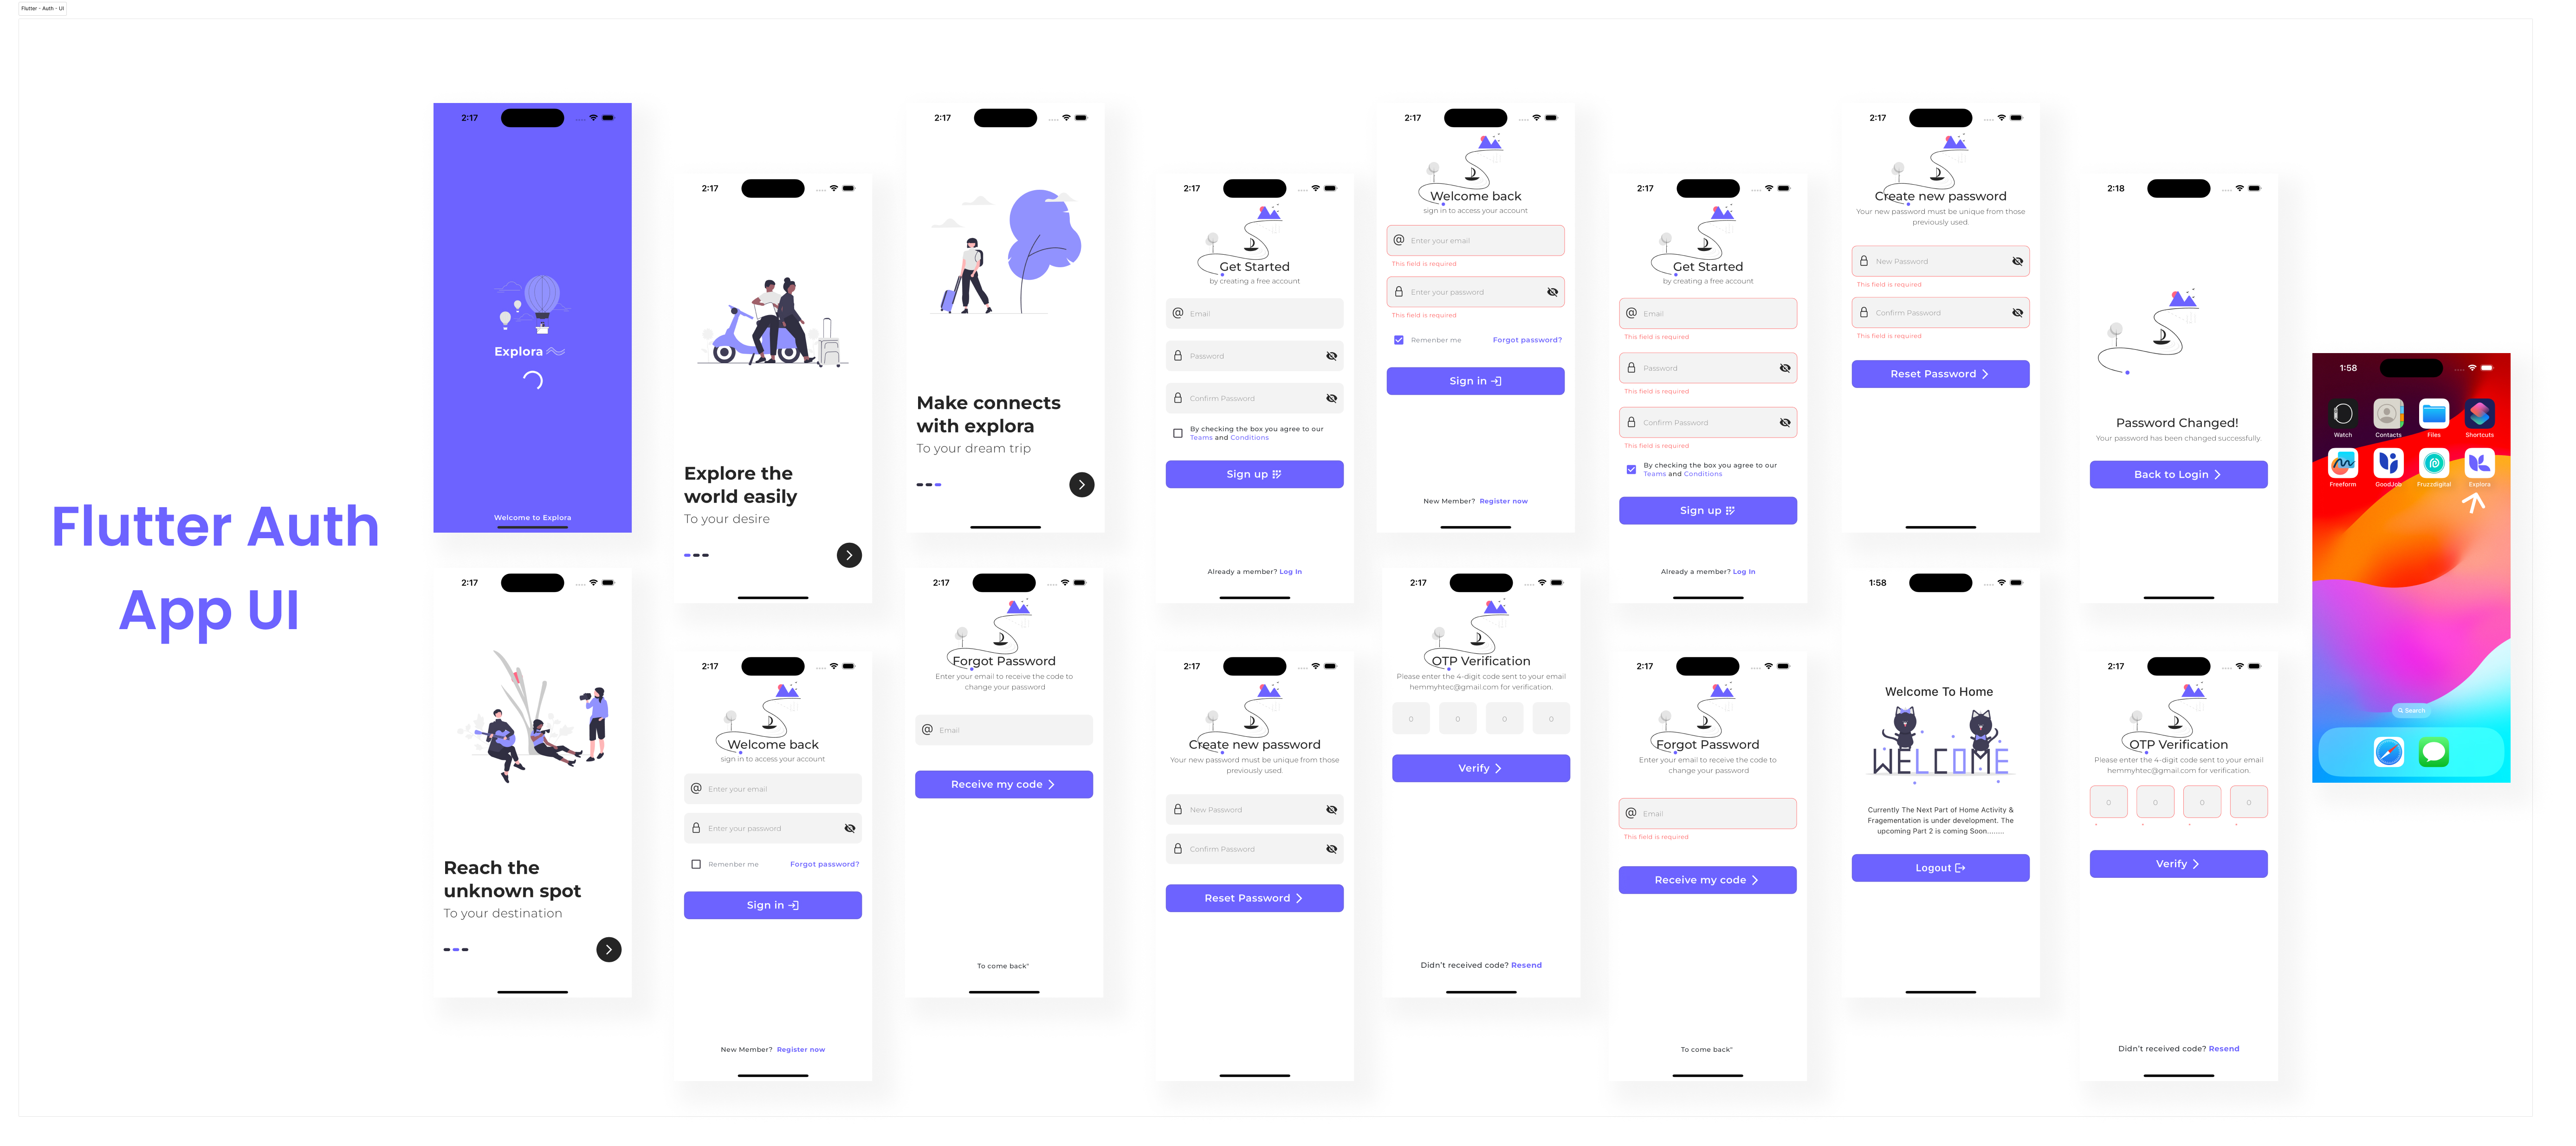 Flutter - Auth - UI
Flutter Auth
App UI
2:17
Explora
Welcome to Explora
2:17
Explore the
world easily
To your desire
2:17
Make connects
with explora
To your dream trip
2:17
Get Started
by creating a free account
@ Email
Password
Confirm Password
By checking the box you agree to our
Teams and Conditions
Sign up
Already a member? Log In
2:17
Welcome back
sign in to access your account
@ Enter your email
This field is required
Enter your password
This field is required
Remenber me Forgot password?
Sign in
New Member? Register now
2:17
Get Started
by creating a free account
@ Email
This field is required
Password
This field is required
Confirm Password
This field is required
By checking the box you agree to our
Teams and Conditions
Sign up
Already a member? Log In
2:17
Create new password
Your new password must be unique from those
previously used.
New Password
This field is required
Confirm Password
This field is required
Reset Password
2:18
Password Changed!
Your password has been changed successfully.
Back to Login
1:58
Watch Contacts Files Shortcuts
Freeform GoodJob Fruzzdigital Explora
Search
2:17
Reach the
unknown spot
To your destination
2:17
Welcome back
sign in to access your account
@ Enter your email
Enter your password
Remenber me Forgot password?
Sign in
New Member? Register now
2:17
Forgot Password
Enter your email to receive the code to
change your password
@ Email
Receive my code
To come back"
2:17
Create new password
Your new password must be unique from those
previously used.
New Password
Confirm Password
Reset Password
2:17
OTP Verification
Please enter the 4-digit code sent to your email
hemmyhtec@gmail.com for verification.
0 0 0 0
Verify
Didn't received code? Resend
2:17
Forgot Password
Enter your email to receive the code to
change your password
@ Email
This field is required
Receive my code
To come back"
1:58
Welcome To Home
WELCOME
Currently The Next Part of Home Activity &
Fragementation is under development. The
upcoming Part 2 is coming Soon........
Logout
2:17
OTP Verification
Please enter the 4-digit code sent to your email
hemmyhtec@gmail.com for verification.
0 0 0 0
Verify
Didn't received code? Resend